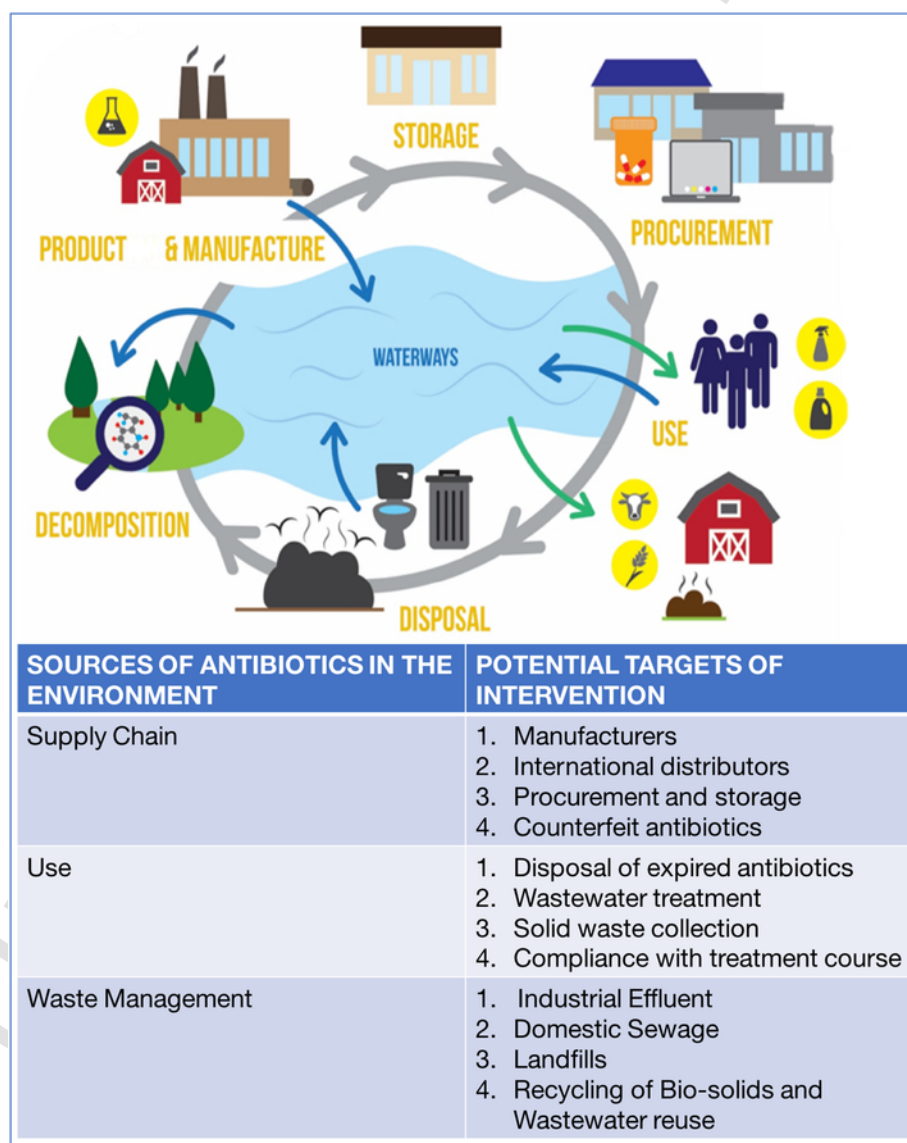 STORAGE
PROCUREMENT
PRODUCT & MANUFACTURE
WATERWAYS
USE
DECOMPOSITION
DISPOSAL
SOURCES OF ANTIBIOTICS IN THE
ENVIRONMENT
POTENTIAL TARGETS OF
INTERVENTION
Supply Chain
1. Manufacturers
2. International distributors
3. Procurement and storage
4. Counterfeit antibiotics
Use
1. Disposal of expired antibiotics
2. Wastewater treatment
3. Solid waste collection
4. Compliance with treatment course
Waste Management
1. Industrial Effluent
2. Domestic Sewage
3. Landfills
4. Recycling of Bio-solids and
Wastewater reuse